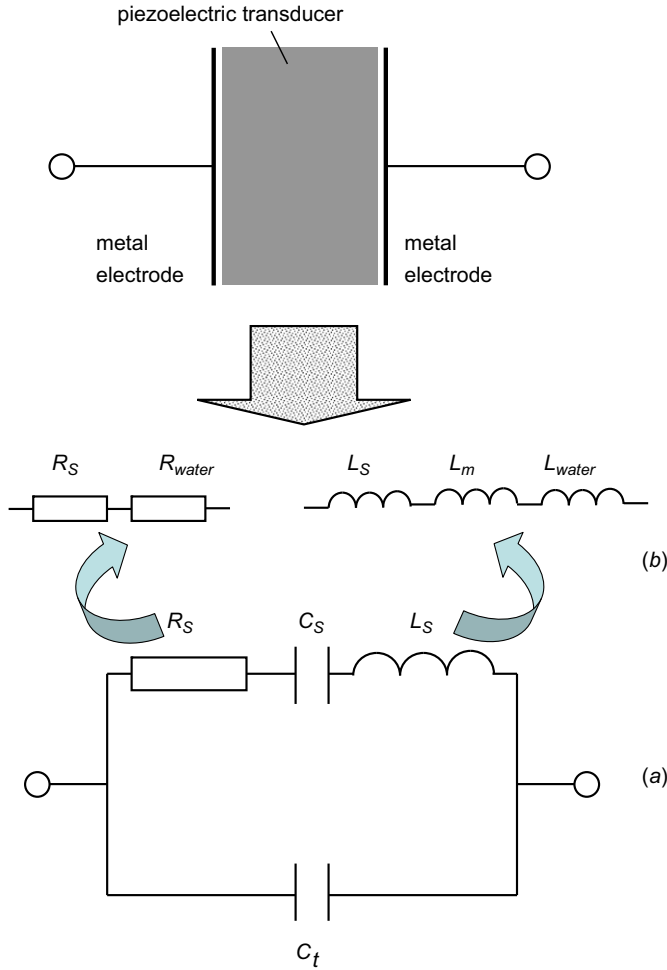 piezoelectric transducer
metal
electrode
metal
electrode
R_S
R_water
L_S
L_m
L_water
(b)
R_S
C_S
L_S
(a)
C_t